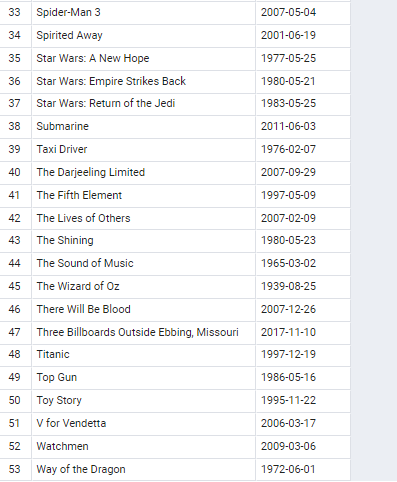 33 Spider-Man 3 2007-05-04
34 Spirited Away 2001-06-19
35 Star Wars: A New Hope 1977-05-25
36 Star Wars: Empire Strikes Back 1980-05-21
37 Star Wars: Return of the Jedi 1983-05-25
38 Submarine 2011-06-03
39 Taxi Driver 1976-02-07
40 The Darjeeling Limited 2007-09-29
41 The Fifth Element 1997-05-09
42 The Lives of Others 2007-02-09
43 The Shining 1980-05-23
44 The Sound of Music 1965-03-02
45 The Wizard of Oz 1939-08-25
46 There Will Be Blood 2007-12-26
47 Three Billboards Outside Ebbing, Missouri 2017-11-10
48 Titanic 1997-12-19
49 Top Gun 1986-05-16
50 Toy Story 1995-11-22
51 V for Vendetta 2006-03-17
52 Watchmen 2009-03-06
53 Way of the Dragon 1972-06-01